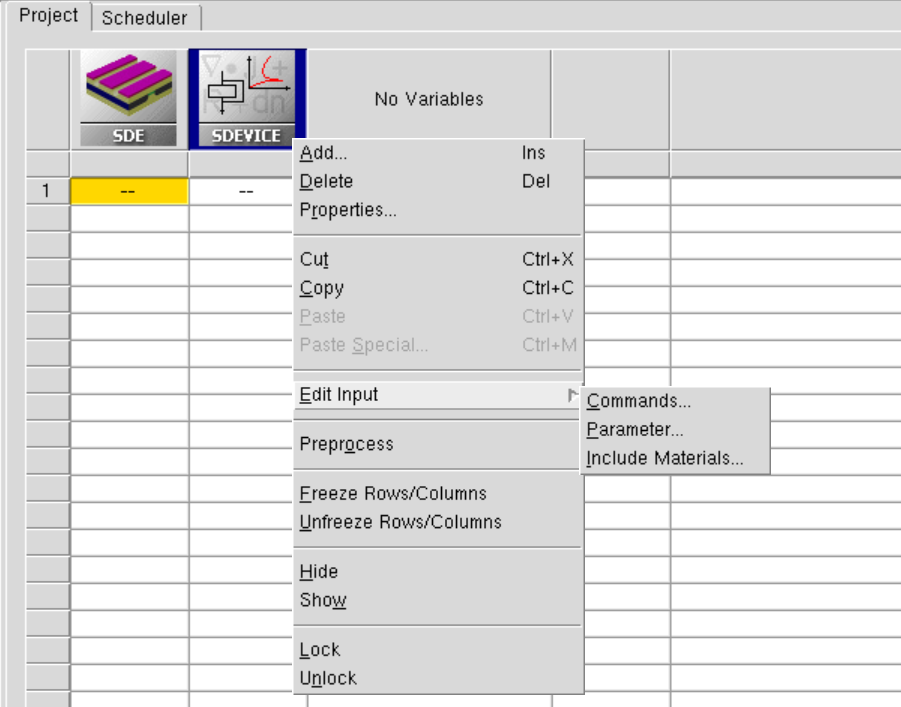 Project Scheduler
SDE
SDEVICE
No Variables
1 -- --
Add... Ins
Delete Del
Properties...
Cut Ctrl+X
Copy Ctrl+C
Paste Ctrl+V
Paste Special... Ctrl+M
Edit Input
Commands...
Parameter...
Include Materials...
Preprocess
Freeze Rows/Columns
Unfreeze Rows/Columns
Hide
Show
Lock
Unlock